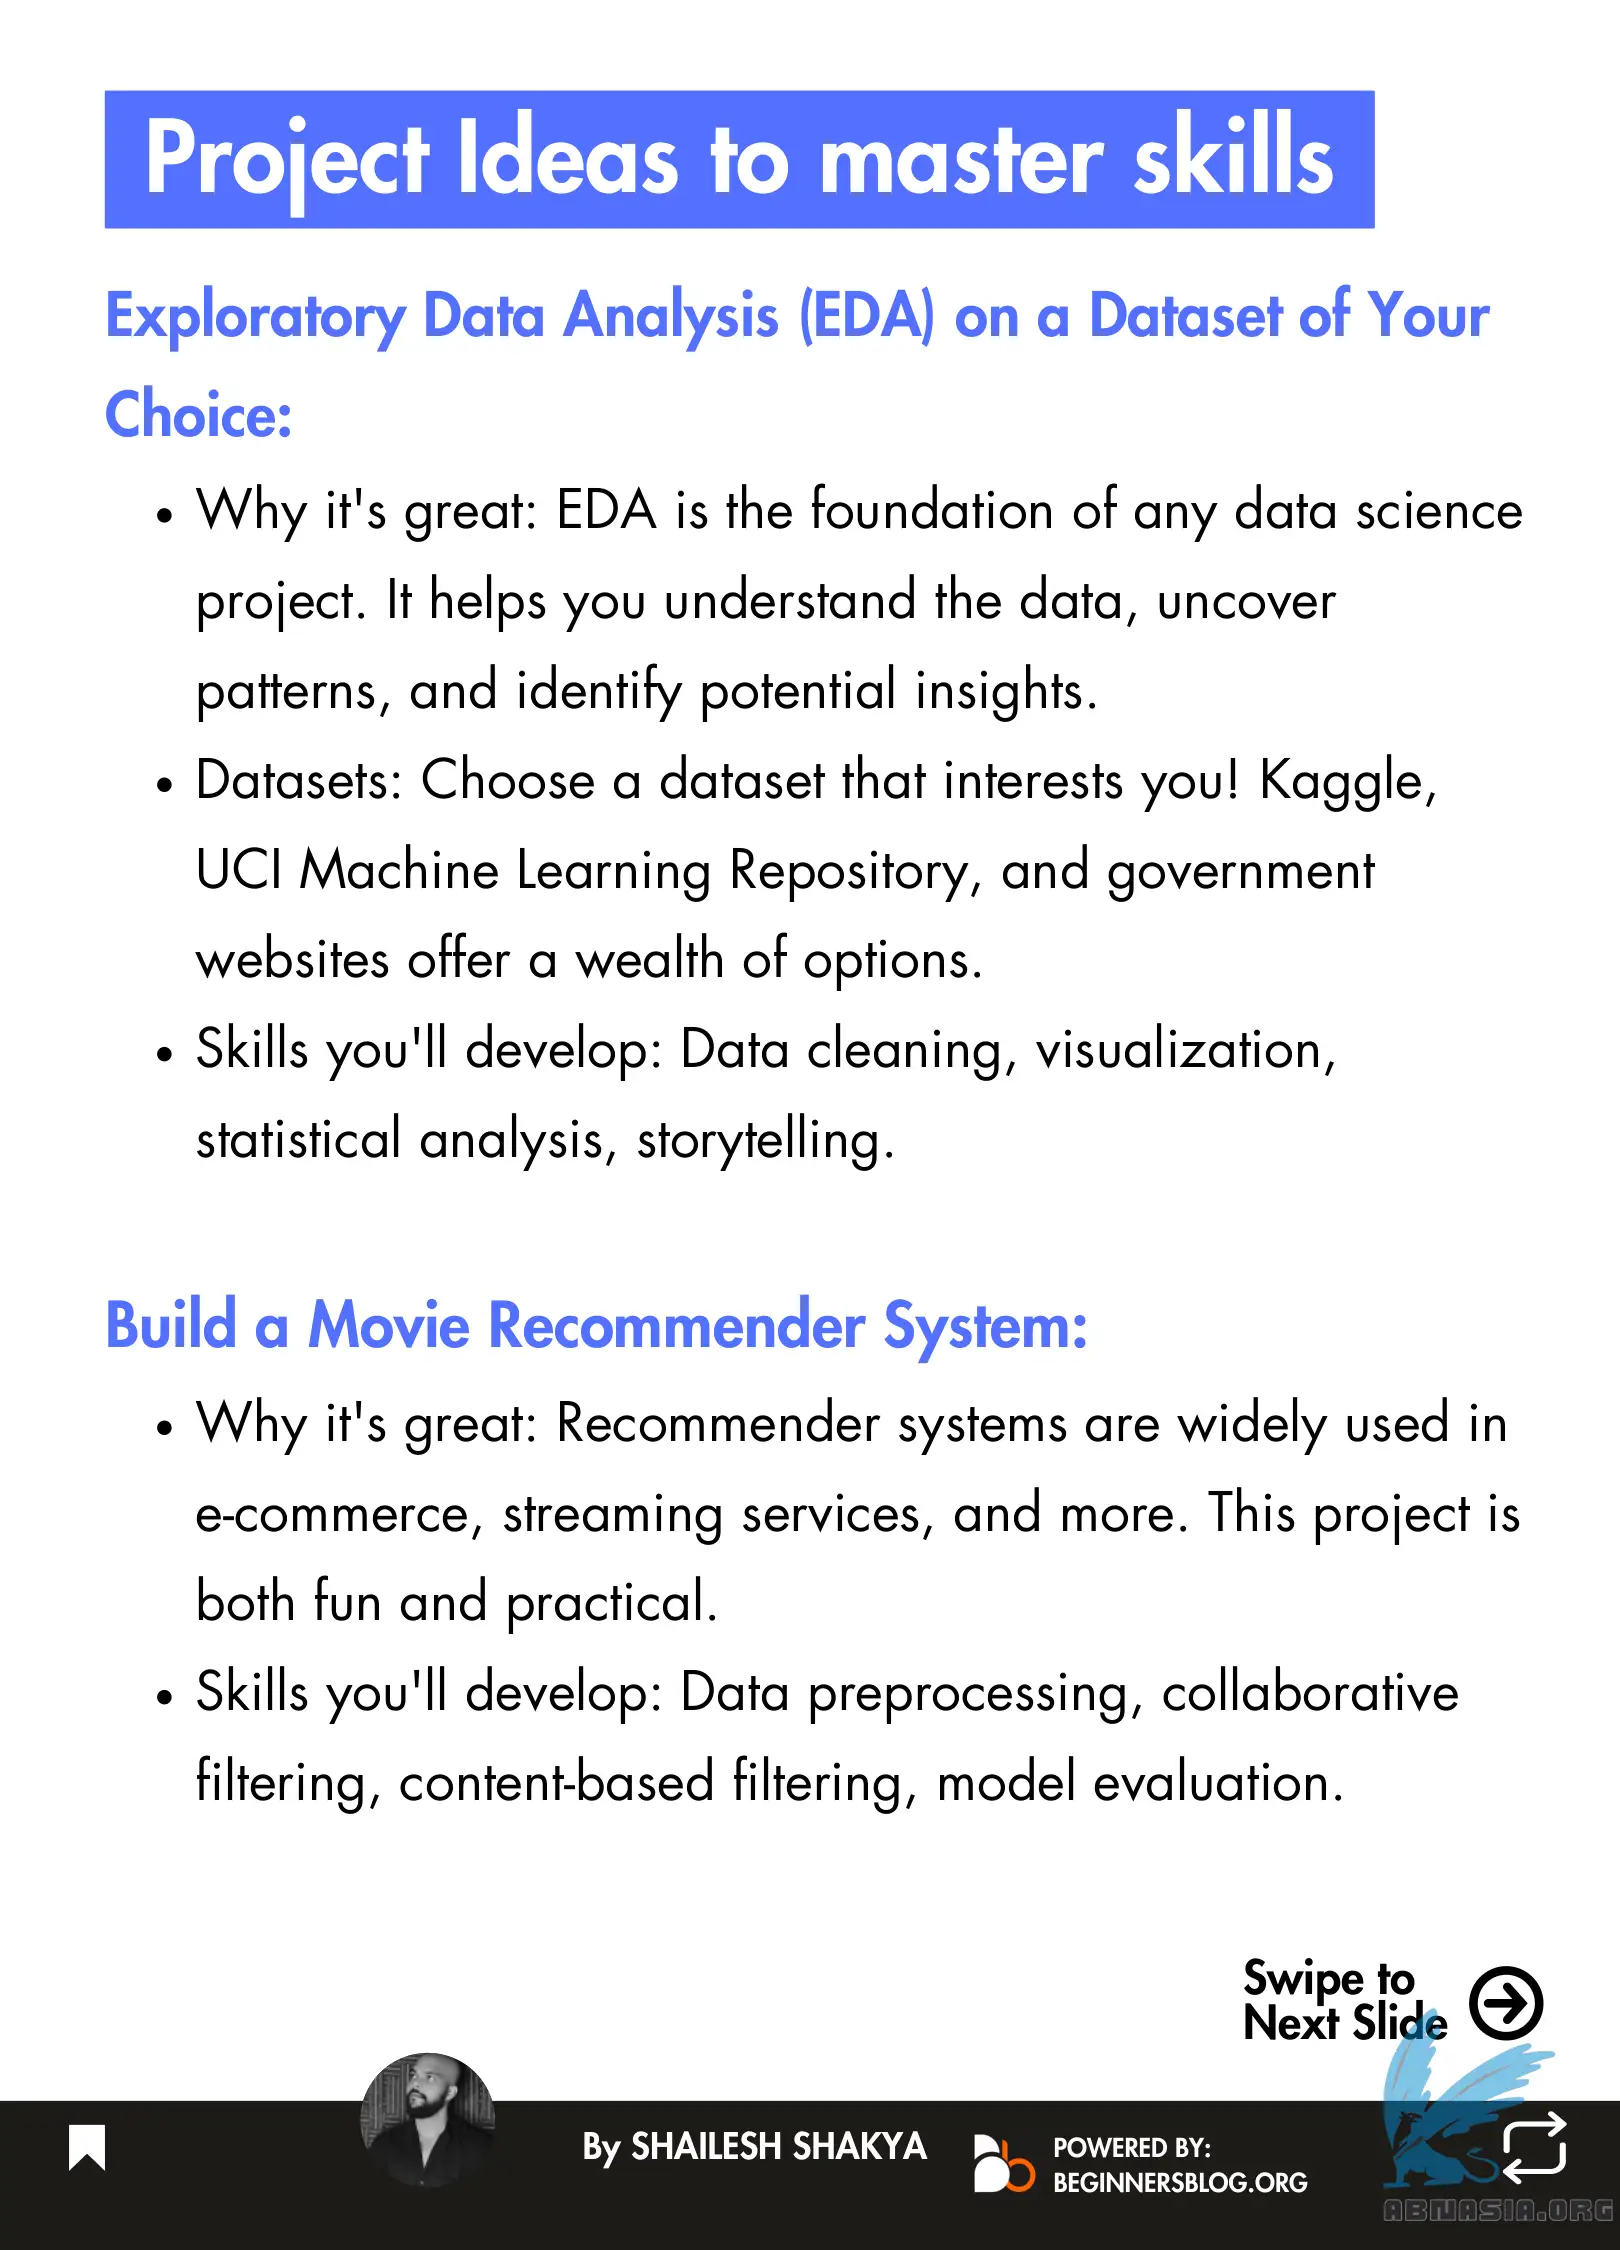 Project Ideas to master skills
Exploratory Data Analysis (EDA) on a Dataset of Your
Choice:
• Why it's great: EDA is the foundation of any data science
project. It helps you understand the data, uncover
patterns, and identify potential insights.
• Datasets: Choose a dataset that interests you! Kaggle,
UCI Machine Learning Repository, and government
websites offer a wealth of options.
• Skills you'll develop: Data cleaning, visualization,
statistical analysis, storytelling.
Build a Movie Recommender System:
• Why it's great: Recommender systems are widely used in
e-commerce, streaming services, and more. This project is
both fun and practical.
• Skills you'll develop: Data preprocessing, collaborative
filtering, content-based filtering, model evaluation.
Swipe to
Next Slide
By SHAILESH SHAKYA
POWERED BY:
BEGINNERSBLOG.ORG
ABNASIA.ORG